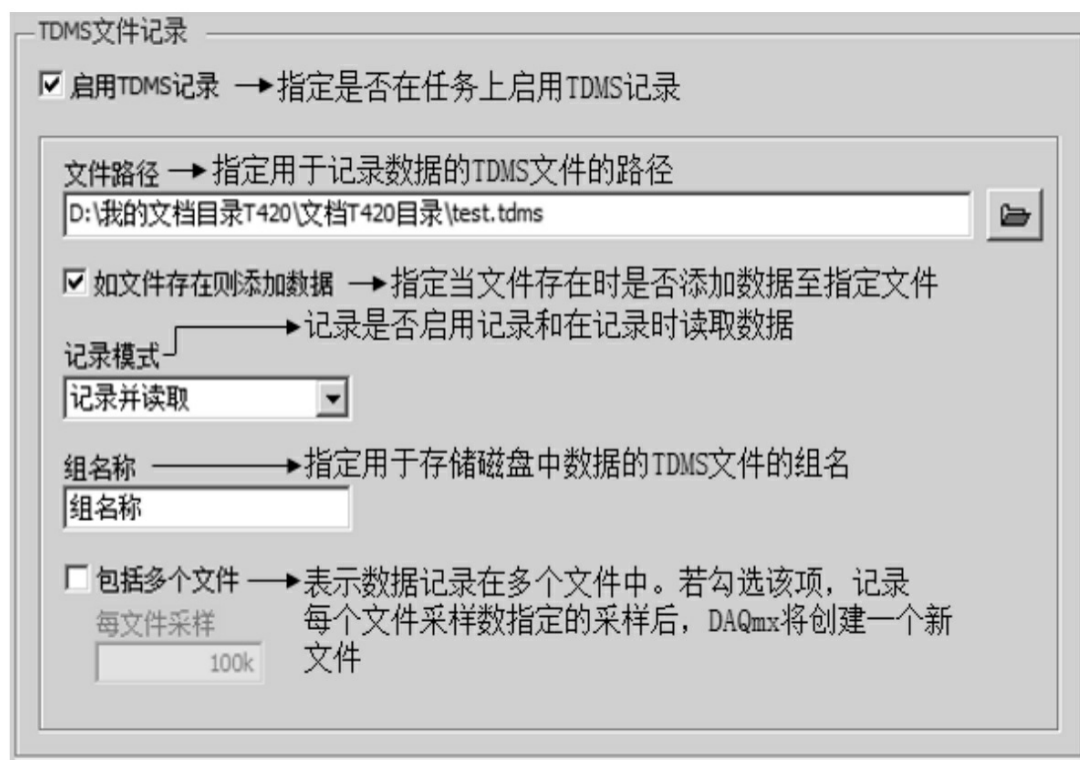 TDMS文件记录
启用TDMS记录 指定是否在任务上启用TDMS记录
文件路径 指定用于记录数据的TDMS文件的路径
D:\我的文档目录T420\文档T420目录\test.tdms
如文件存在则添加数据 指定当文件存在时是否添加数据至指定文件
记录是否启用记录和在记录时读取数据
记录模式
记录并读取
组名称 指定用于存储磁盘中数据的TDMS文件的组名
组名称
包括多个文件 表示数据记录在多个文件中。若勾选该项，记录
每文件采样 每个文件采样数指定的采样后，DAQmx将创建一个新
100k 文件